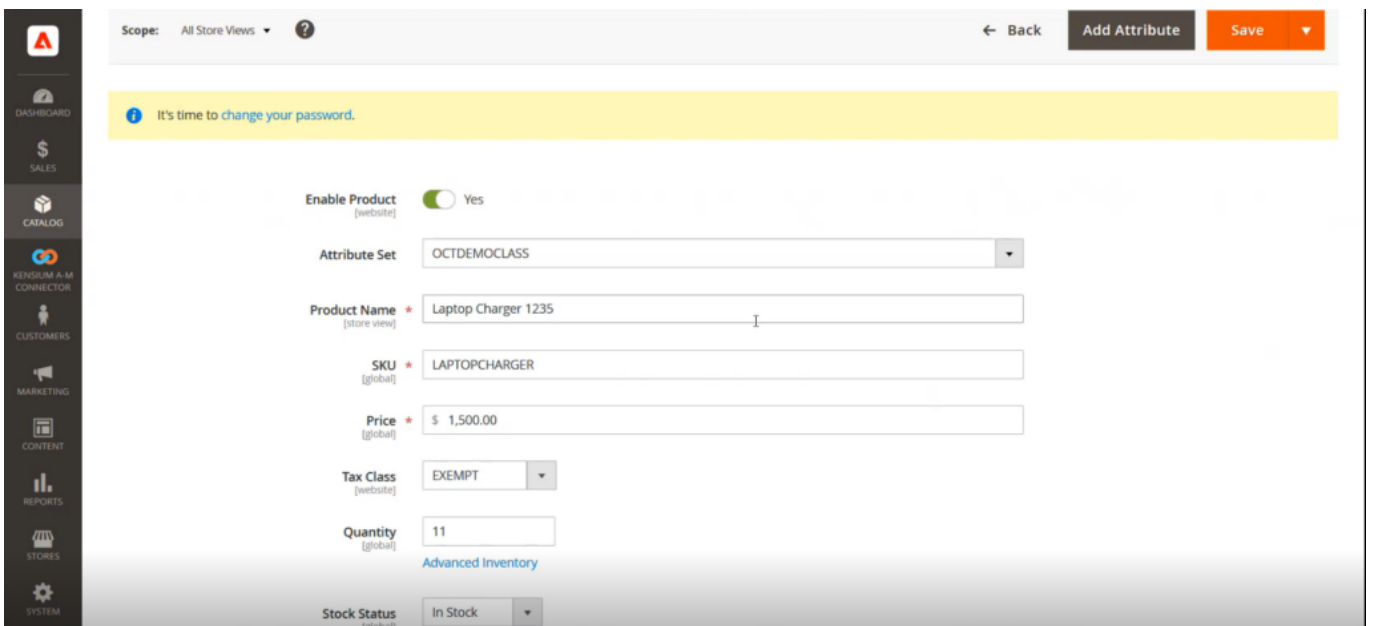 Scope: All Store Views ? ← Back Add Attribute Save
DASHBOARD
It's time to change your password.
SALES
Enable Product Yes
[website]
CATALOG
Attribute Set OCTDEMOCLASS
KENSIUM A-M
CONNECTOR
Product Name * Laptop Charger 1235
[store view]
CUSTOMERS
SKU * LAPTOPCHARGER
[global]
MARKETING
Price * $ 1,500.00
[global]
CONTENT
Tax Class EXEMPT
[website]
REPORTS
Quantity 11
[global]
STORES
Advanced Inventory
SYSTEM
Stock Status In Stock
[global]